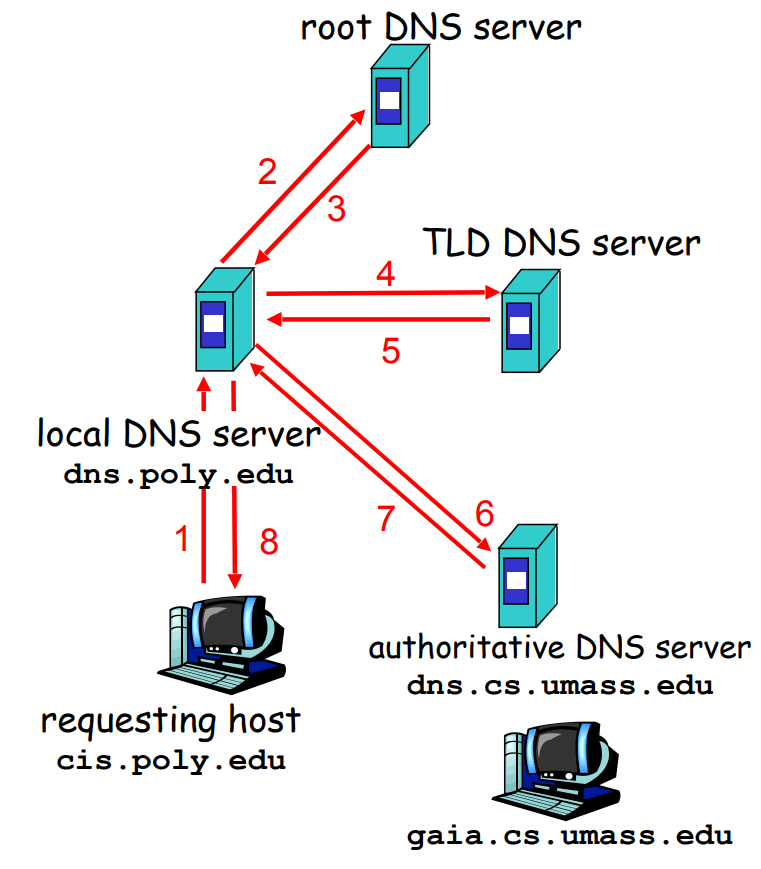 root DNS server
2
3
TLD DNS server
4
5
local DNS server
dns.poly.edu
1
8
7
6
authoritative DNS server
dns.cs.umass.edu
requesting host
cis.poly.edu
gaia.cs.umass.edu